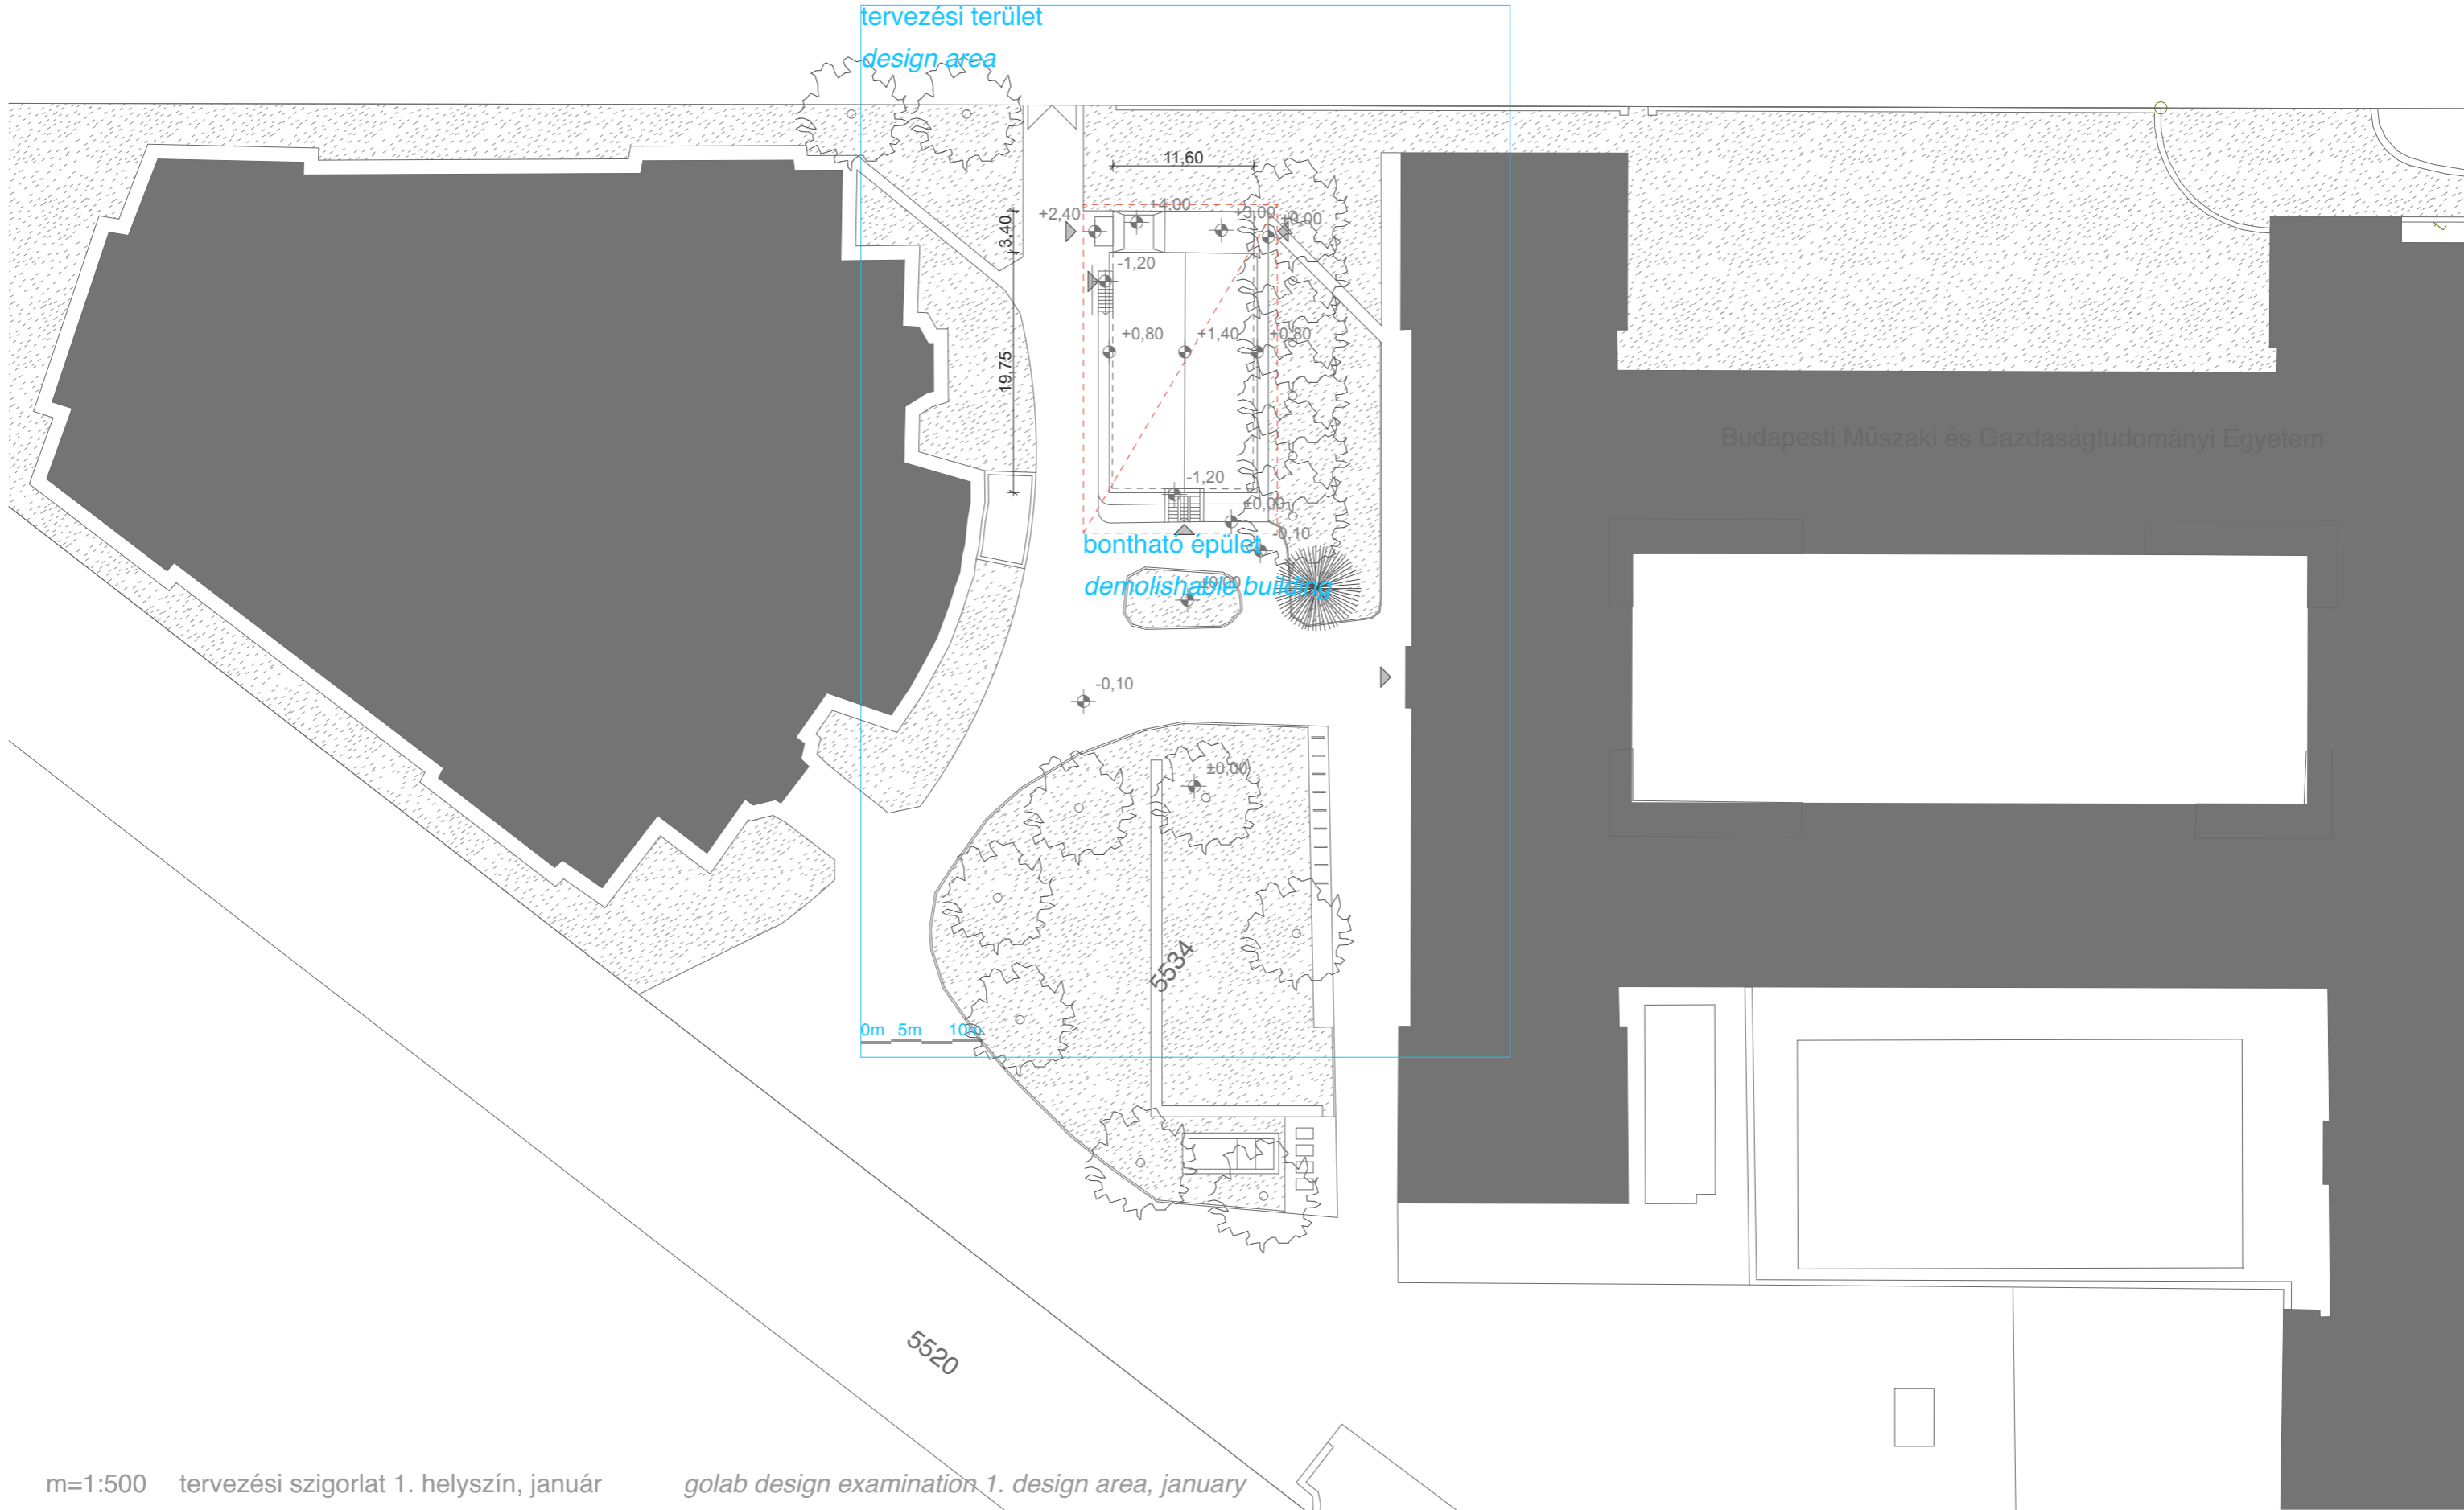 tervezési terület
design area
11,60
+2,40
+4,00
+3,00
±0,00
3,40
-1,20
+0,80
+1,40
+0,80
19,75
Budapesti Műszaki és Gazdaságtudományi Egyetem
-1,20
±0,00
-0,10
bontható épület
demolishable building
±0,00
-0,10
±0,00
5534
0m 5m 10m
5520
m=1:500 tervezési szigorlat 1. helyszín, január golab design examination 1. design area, january